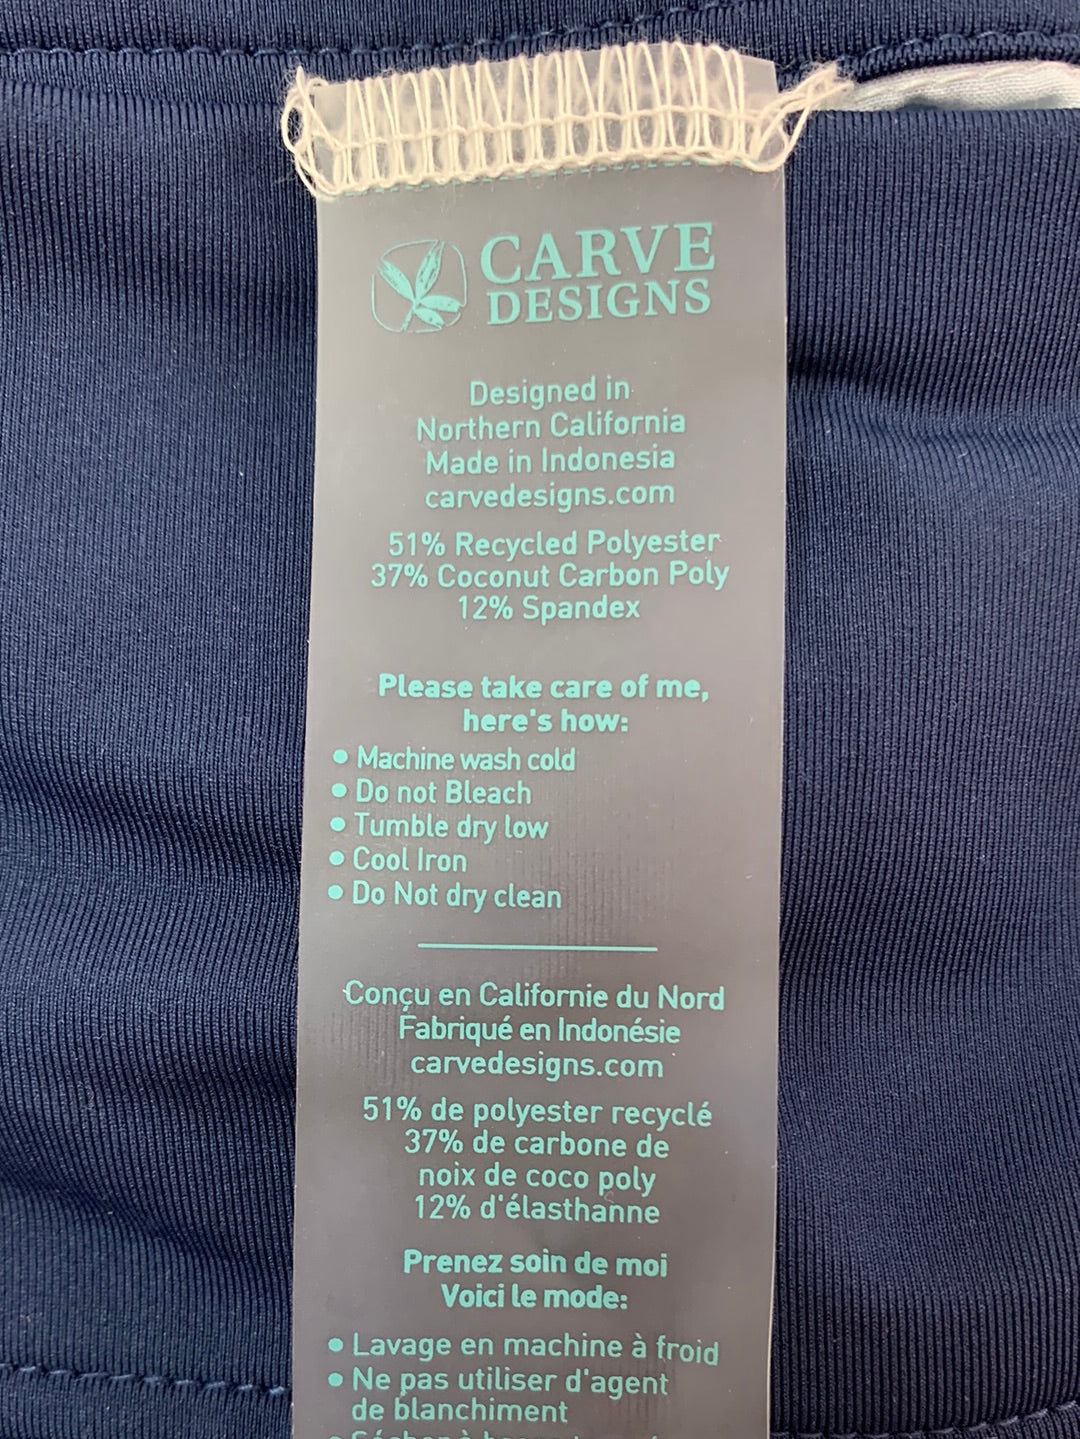 CARVE
DESIGNS
Designed in
Northern California
Made in Indonesia
carvedesigns.com
51% Recycled Polyester
37% Coconut Carbon Poly
12% Spandex
Please take care of me,
here's how:
• Machine wash cold
• Do not Bleach
• Tumble dry low
• Cool Iron
• Do Not dry clean
Conçu en Californie du Nord
Fabriqué en Indonésie
carvedesigns.com
51% de polyester recyclé
37% de carbone de
noix de coco poly
12% d'élasthanne
Prenez soin de moi
Voici le mode:
• Lavage en machine à froid
• Ne pas utiliser d'agent
de blanchiment